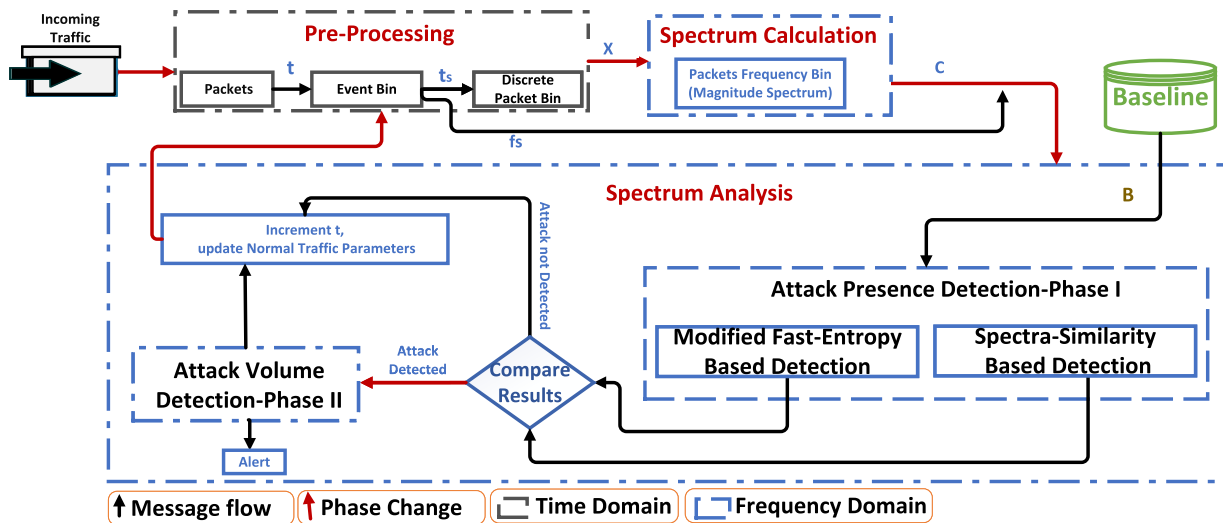 Incoming
Traffic
Pre-Processing
Packets
t
Event Bin
ts
Discrete
Packet Bin
X
Spectrum Calculation
Packets Frequency Bin
(Magnitude Spectrum)
C
fs
Baseline
B
Spectrum Analysis
Increment t,
update Normal Traffic Parameters
Attack not Detected
Attack Presence Detection-Phase I
Modified Fast-Entropy
Based Detection
Spectra-Similarity
Based Detection
Compare
Results
Attack
Detected
Attack Volume
Detection-Phase II
Alert
Message flow
Phase Change
Time Domain
Frequency Domain